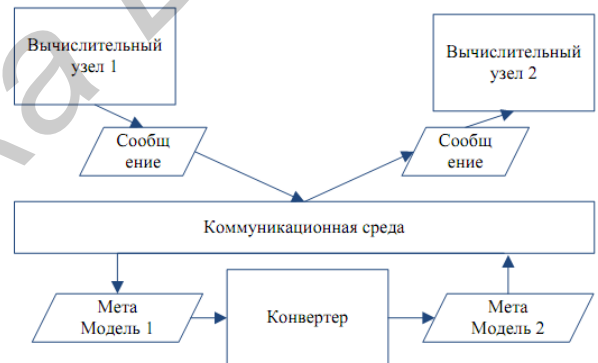 Вычислительный
узел 1
Вычислительный
узел 2
Сообщ
ение
Сообщ
ение
Коммуникационная среда
Мета
Модель 1
Конвертер
Мета
Модель 2